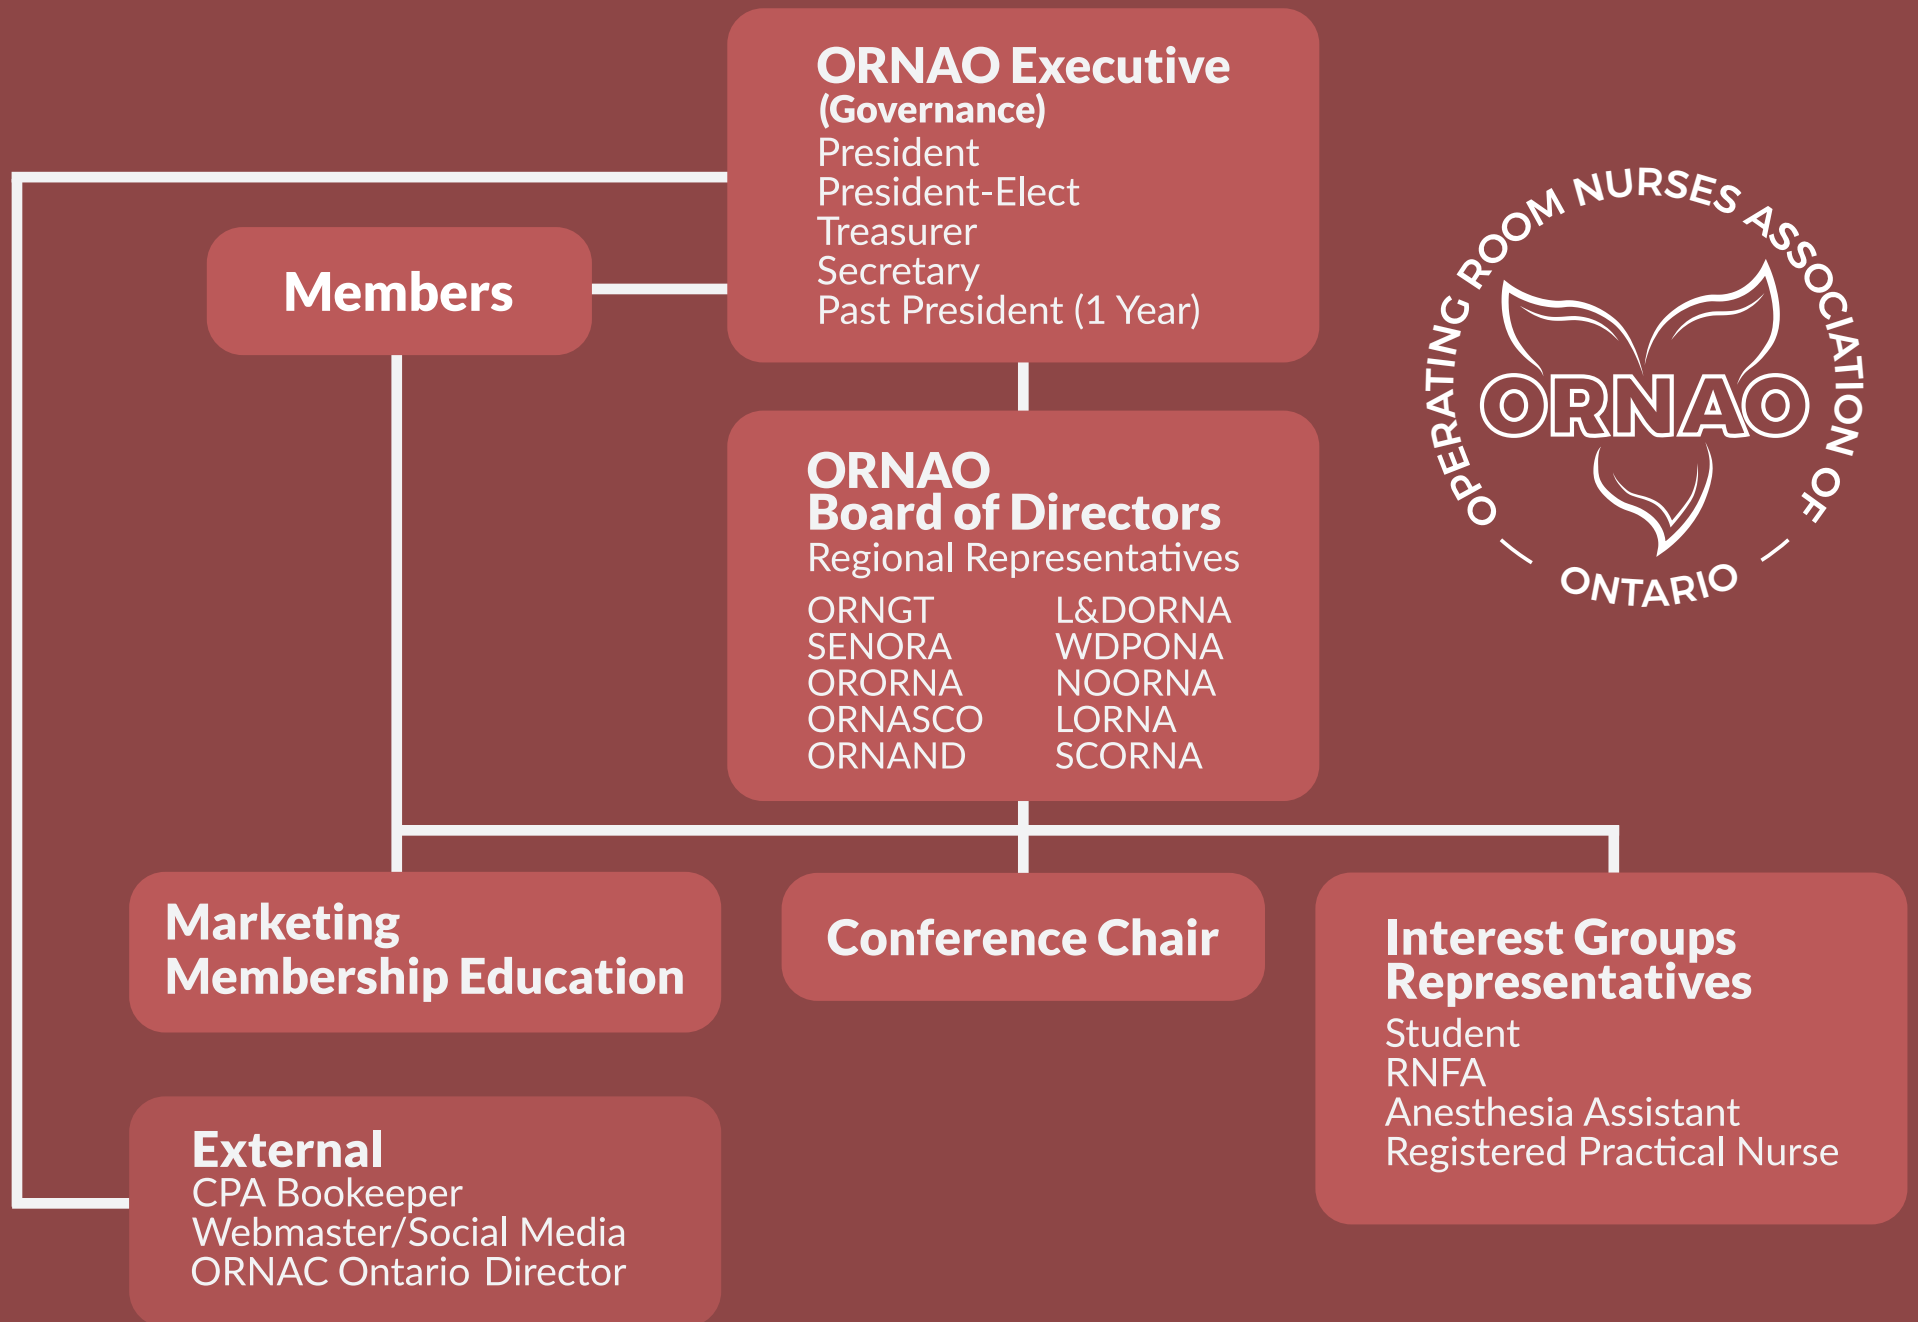 ORNAO Executive
(Governance)
President
President-Elect
Treasurer
Secretary
Past President (1 Year)
Members
OPERATING ROOM NURSES ASSOCIATION OF
ORNAO
ONTARIO
ORNAO
Board of Directors
Regional Representatives
ORNGT
SENORA
ORORNA
ORNASCO
ORNAND
L&DORNA
WDPONA
NOORNA
LORNA
SCORNA
Marketing
Membership Education
Conference Chair
Interest Groups
Representatives
Student
RNFA
Anesthesia Assistant
Registered Practical Nurse
External
CPA Bookeeper
Webmaster/Social Media
ORNAC Ontario Director